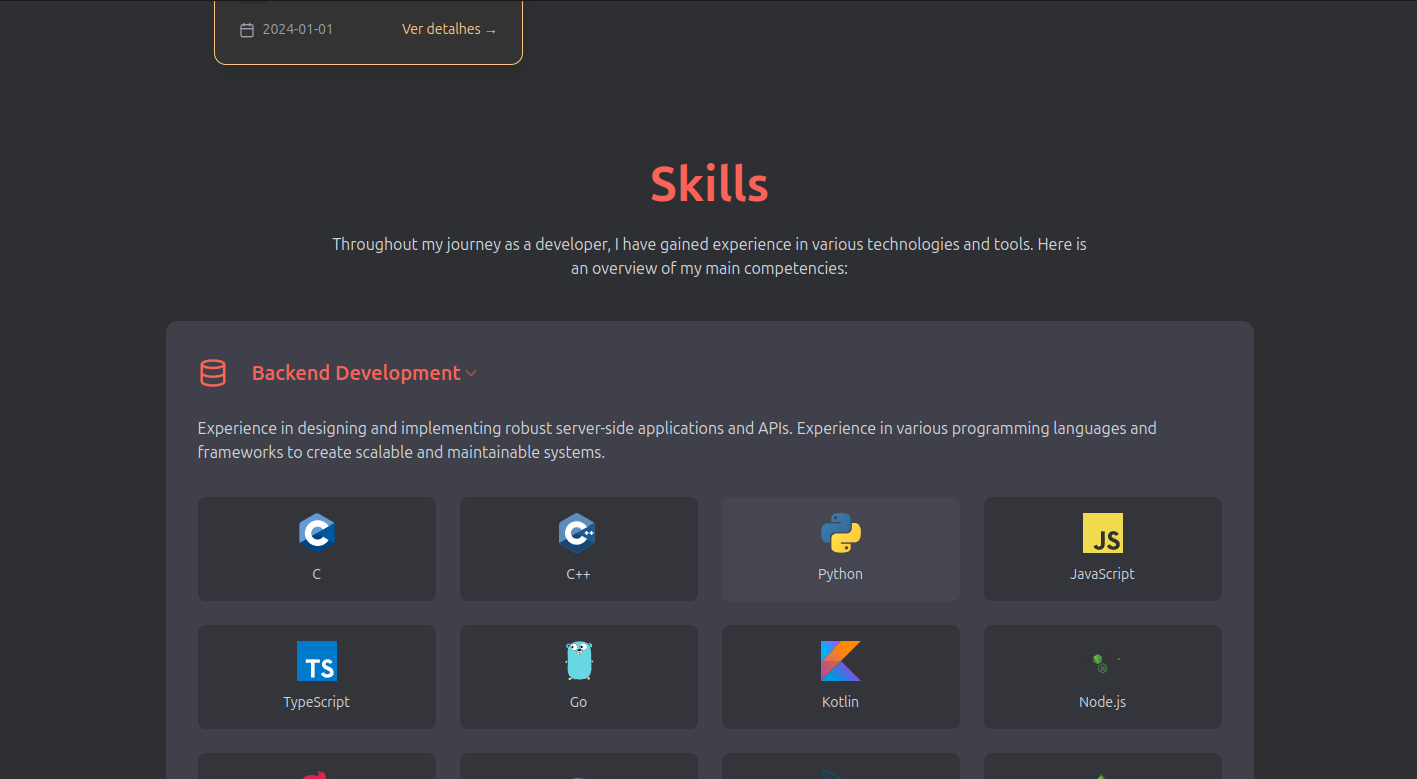 2024-01-01 Ver detalhes →
Skills
Throughout my journey as a developer, I have gained experience in various technologies and tools. Here is
an overview of my main competencies:
Backend Development
Experience in designing and implementing robust server-side applications and APIs. Experience in various programming languages and
frameworks to create scalable and maintainable systems.
C C++ JS
C C++ Python JavaScript
TS
TypeScript Go Kotlin Node.js